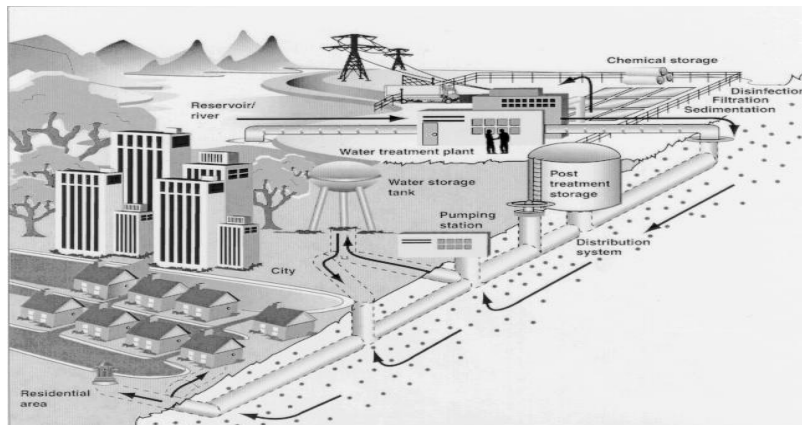 Chemical storage
Disinfection
Filtration
Sedimentation
Reservoir/
river
Water treatment plant
Water storage
tank
Post
treatment
storage
Pumping
station
Distribution
system
City
Residential
area